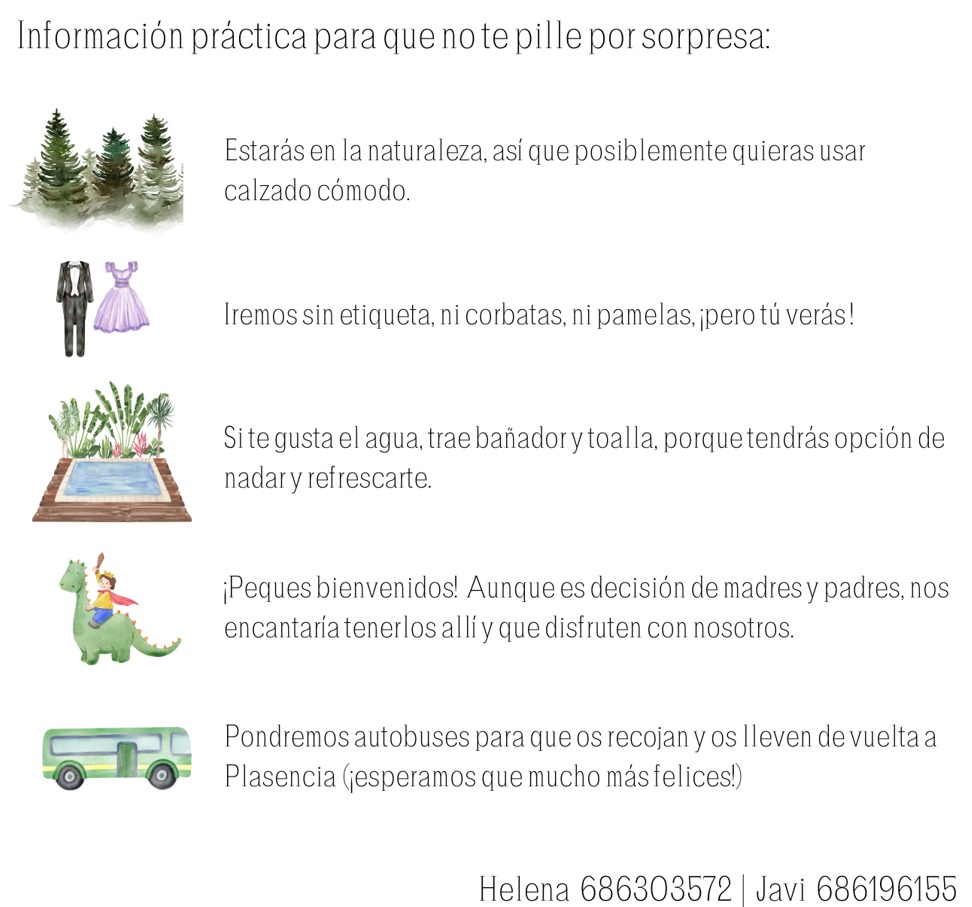 Información práctica para que no te pille por sorpresa:
Estarás en la naturaleza, así que posiblemente quieras usar
calzado cómodo.
Iremos sin etiqueta, ni corbatas, ni pamelas, ¡pero tú verás!
Si te gusta el agua, trae bañador y toalla, porque tendrás opción de
nadar y refrescarte.
¡Peques bienvenidos! Aunque es decisión de madres y padres, nos
encantaría tenerlos allí y que disfruten con nosotros.
Pondremos autobuses para que os recojan y os lleven de vuelta a
Plasencia (¡esperamos que mucho más felices!)
Helena 686303572 | Javi 686196155